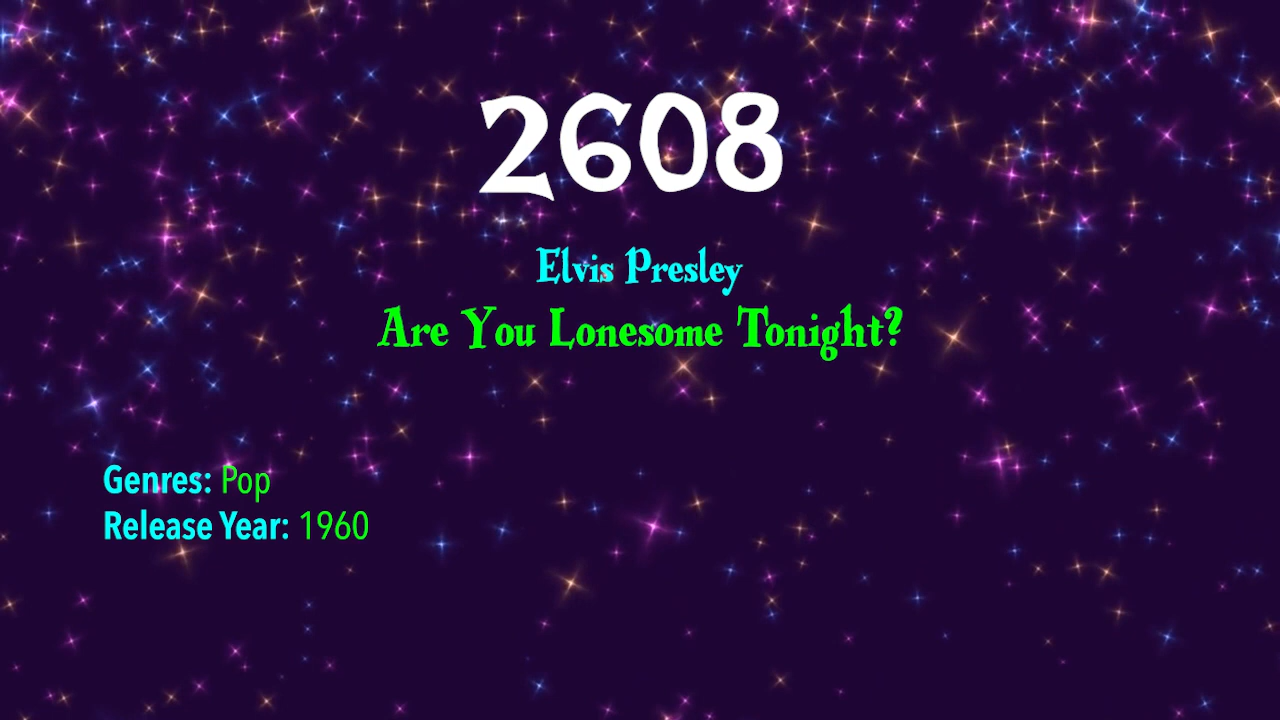 2608
Elvis Presley
Are You Lonesome Tonight?
Genres: Pop
Release Year: 1960